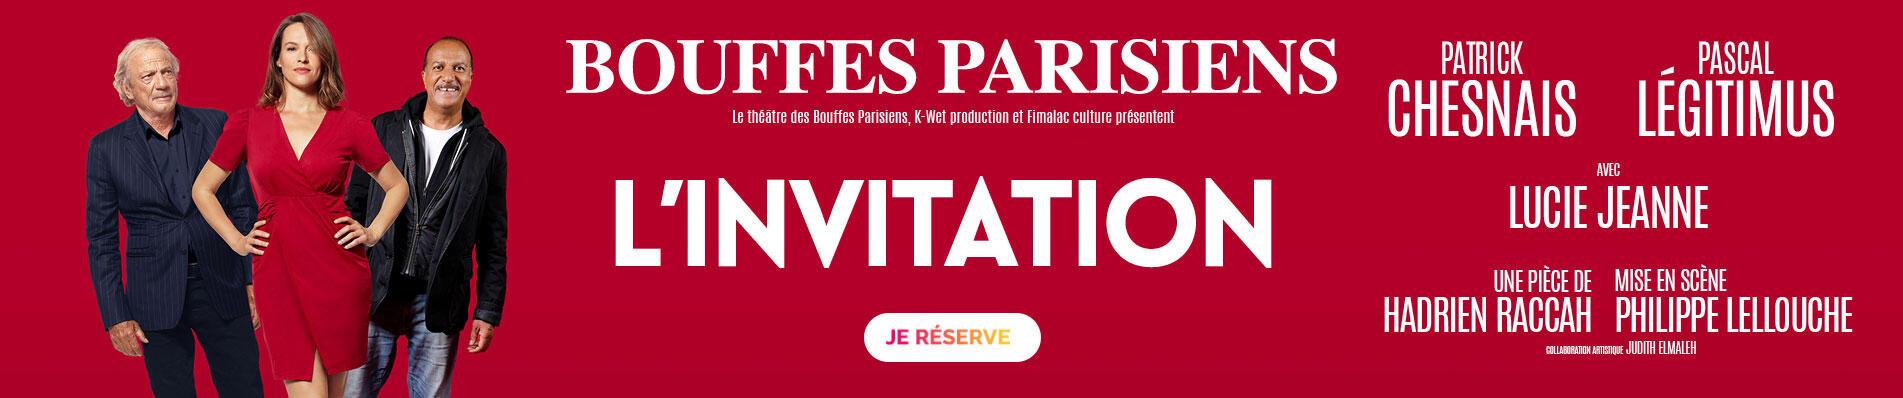 BOUFFES PARISIENS
Le théâtre des Bouffes Parisiens, K-Wet production et Fimalac culture présentent
L'INVITATION
JE RÉSERVE
PATRICK
CHESNAIS
PASCAL
LÉGITIMUS
AVEC
LUCIE JEANNE
UNE PIÈCE DE
HADRIEN RACCAH
MISE EN SCÈNE
PHILIPPE LELLOUCHE
COLLABORATION ARTISTIQUE JUDITH ELMALEH